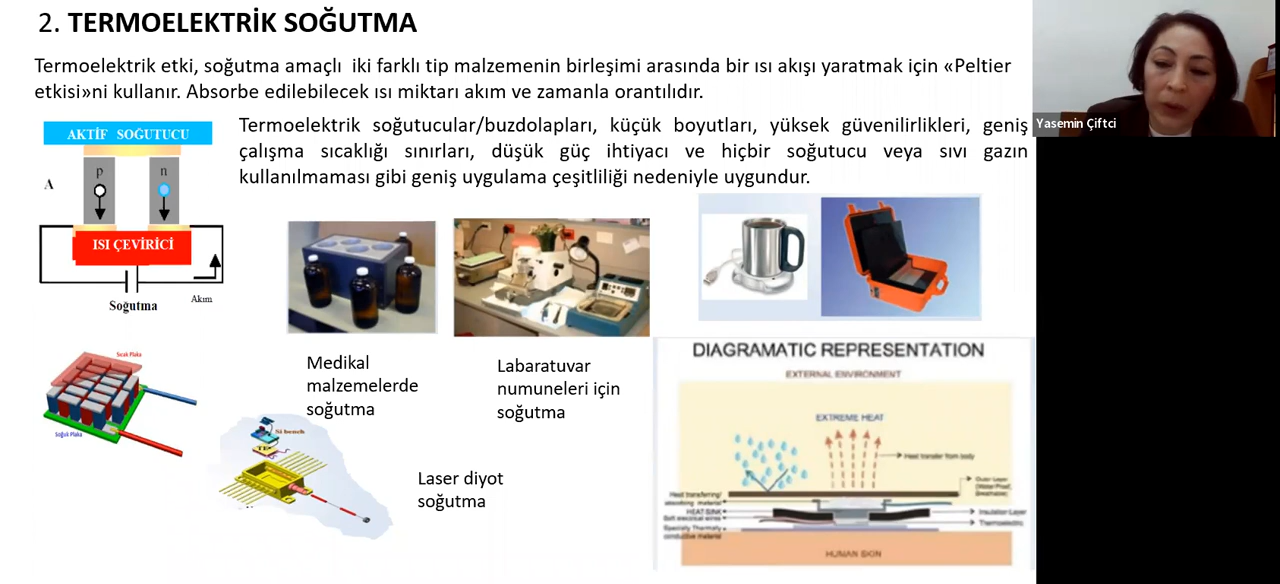 2. TERMOELEKTRİK SOĞUTMA
Termoelektrik etki, soğutma amaçlı iki farklı tip malzemenin birleşimi arasında bir ısı akışı yaratmak için «Peltier
etkisi»ni kullanır. Absorbe edilebilecek ısı miktarı akım ve zamanla orantılıdır.
Yasemin Çiftci
Termoelektrik soğutucular/buzdolapları, küçük boyutları, yüksek güvenilirlikleri, geniş
çalışma sıcaklığı sınırları, düşük güç ihtiyacı ve hiçbir soğutucu veya sıvı gazın
kullanılmaması gibi geniş uygulama çeşitliliği nedeniyle uygundur.
AKTİF SOĞUTUCU
p
n
A
ISI ÇEVİRİCİ
Akım
Soğutma
Sıcak Plaka
Soğuk Plaka
Medikal
malzemelerde
soğutma
Labaratuvar
numuneleri için
soğutma
Si bench
TE
Laser diyot
soğutma
DIAGRAMATIC REPRESENTATION
EXTERNAL ENVIRONMENT
EXTREME HEAT
Heat transfer from body
Outer Layer
(Water Proof,
Breathable)
Heat transferring/
absorbing material
HEAT SINK
Insulation Layer
Soft electrical wires
Thermoelectric
Specialty Thermally
conductive material
HUMAN SKIN